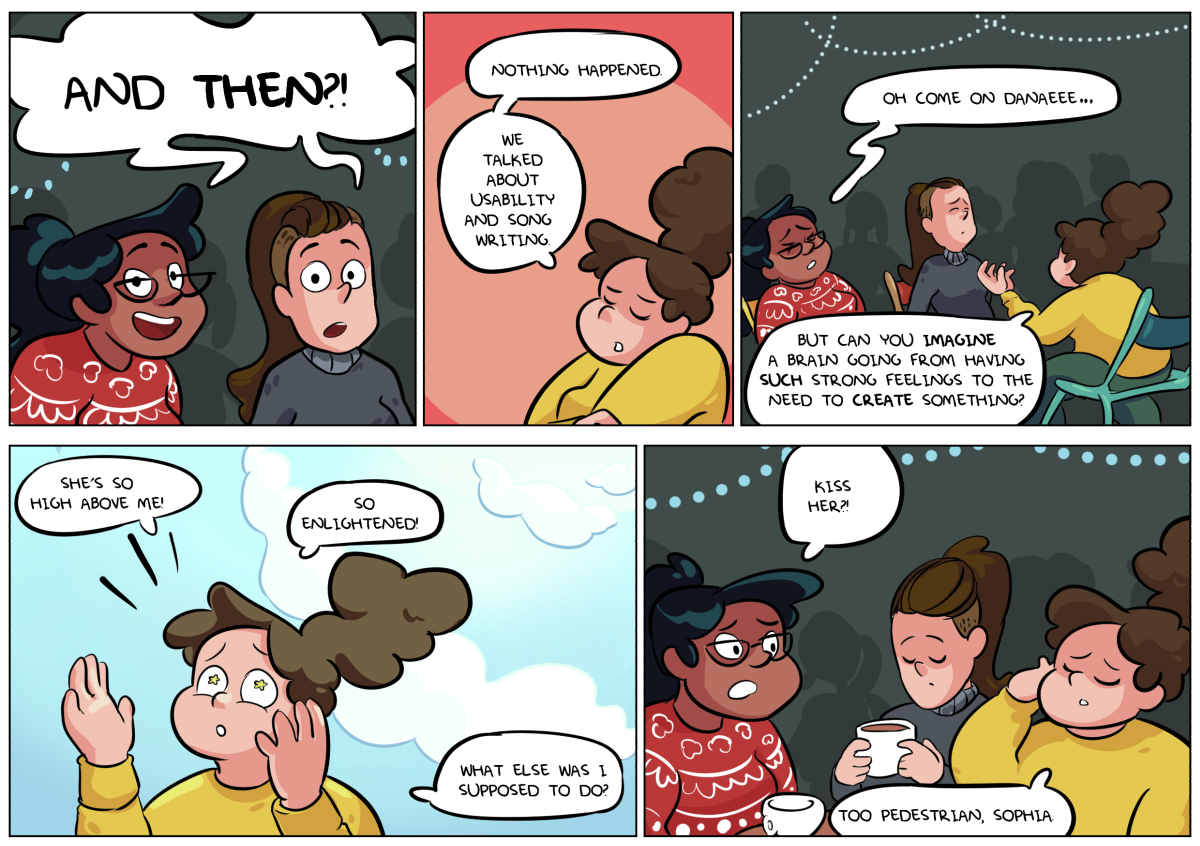 AND THEN?!
NOTHING HAPPENED.
WE
TALKED
ABOUT
USABILITY
AND SONG
WRITING.
OH COME ON DANAEEE...
BUT CAN YOU IMAGINE
A BRAIN GOING FROM HAVING
SUCH STRONG FEELINGS TO THE
NEED TO CREATE SOMETHING?
SHE'S SO
HIGH ABOVE ME!
SO
ENLIGHTENED!
WHAT ELSE WAS I
SUPPOSED TO DO?
KISS
HER?!
TOO PEDESTRIAN, SOPHIA.